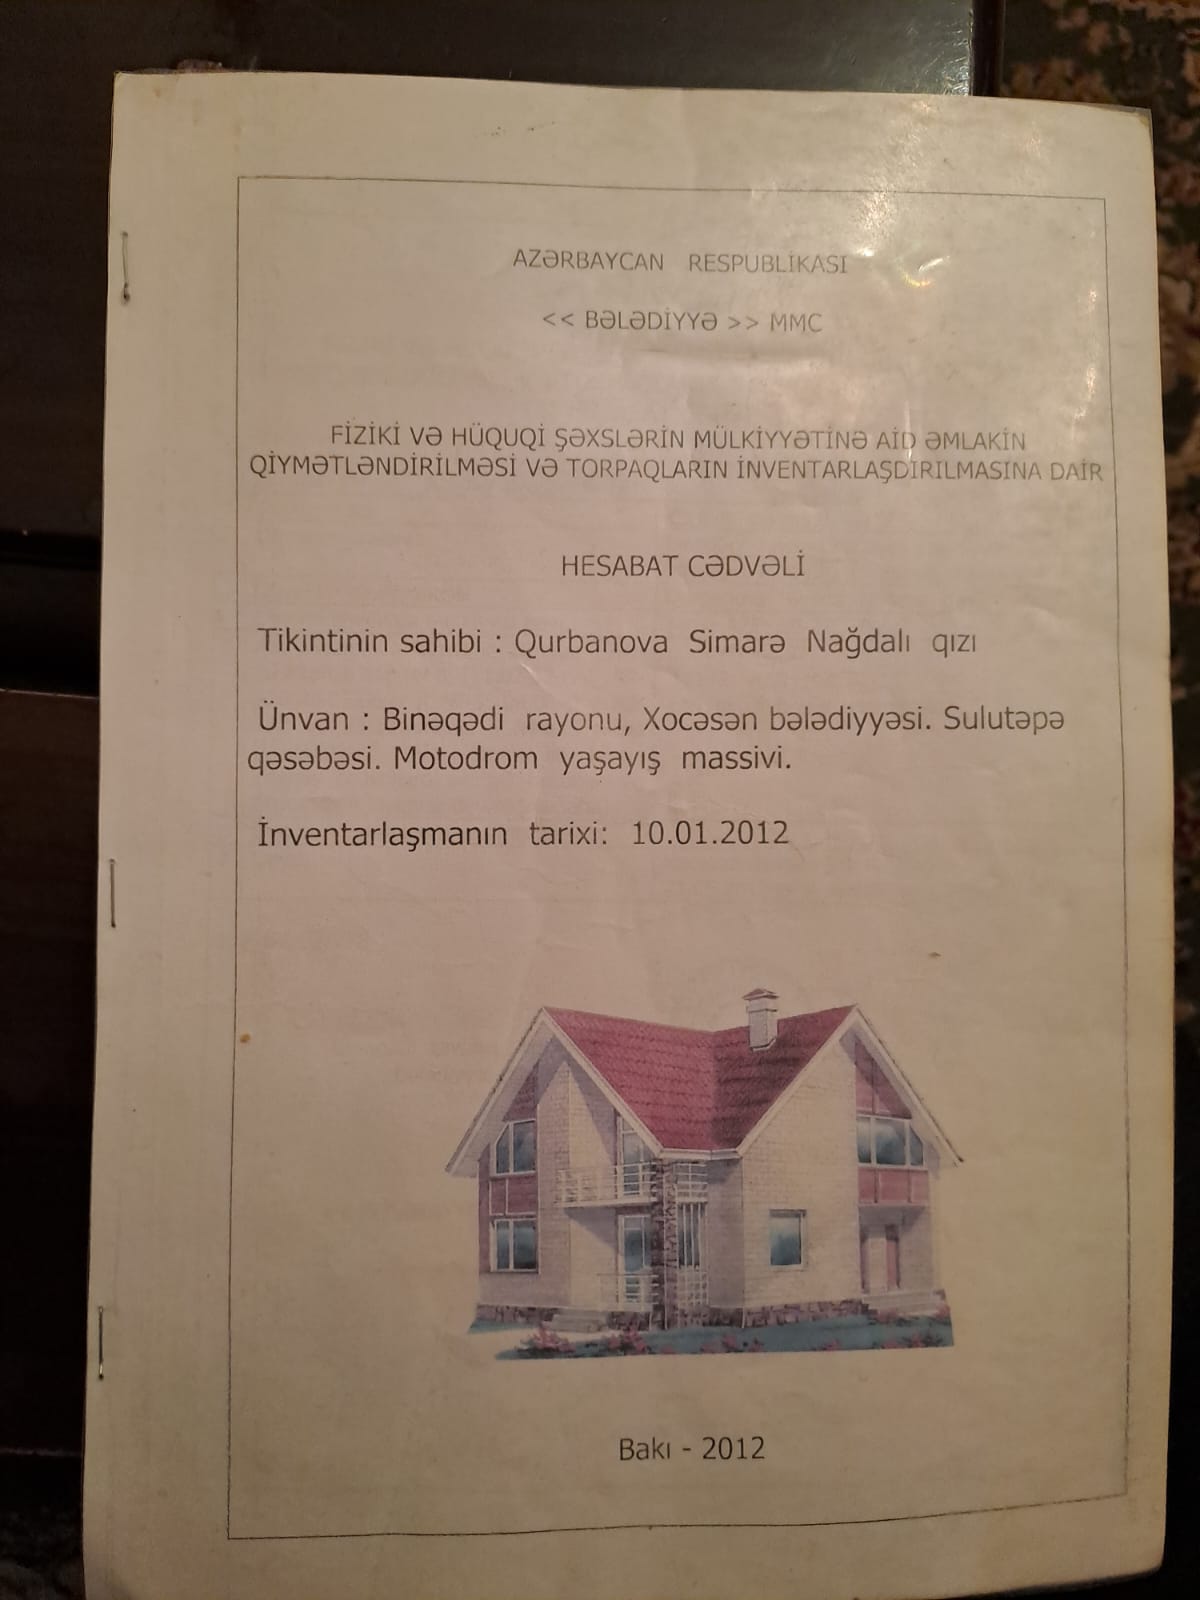 AZƏRBAYCAN RESPUBLİKASI
<< BƏLƏDİYYƏ >> MMC
FİZİKİ VƏ HÜQUQİ ŞƏXSLƏRİN MÜLKİYYƏTİNƏ AİD ƏMLAKIN
QİYMƏTLƏNDİRİLMƏSİ VƏ TORPAQLARIN İNVENTARLAŞDIRILMASINA DAİR
HESABAT CƏDVƏLİ
Tikintinin sahibi : Qurbanova Simarə Nağdalı qızı
Ünvan : Binəqədi rayonu, Xocəsən bələdiyyəsi. Sulutəpə
qəsəbəsi. Motodrom yaşayış massivi.
İnventarlaşmanın tarixi: 10.01.2012
Bakı - 2012